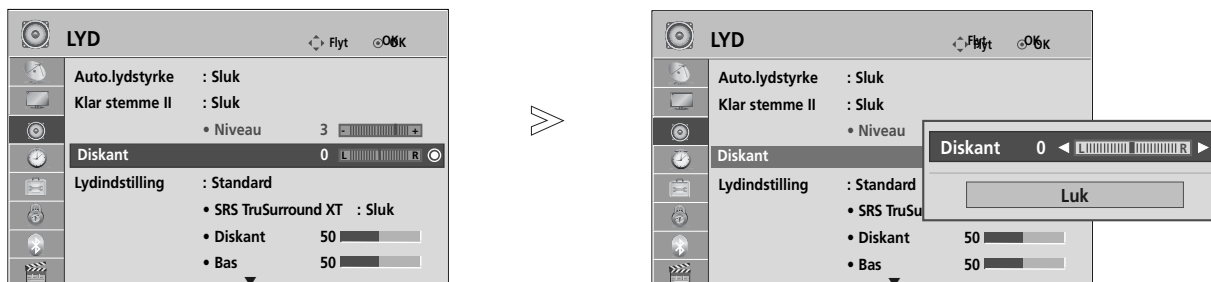 LYD Flyt OK
Auto.lydstyrke : Sluk
Klar stemme II : Sluk
• Niveau 3 - +
Diskant 0 L R
Lydindstilling : Standard
• SRS TruSurround XT : Sluk
• Diskant 50
• Bas 50
LYD Flyt OK
Auto.lydstyrke : Sluk
Klar stemme II : Sluk
• Niveau
Diskant
Lydindstilling : Standard
• SRS TruSu
• Diskant 50
• Bas 50
Diskant 0 L R
Luk